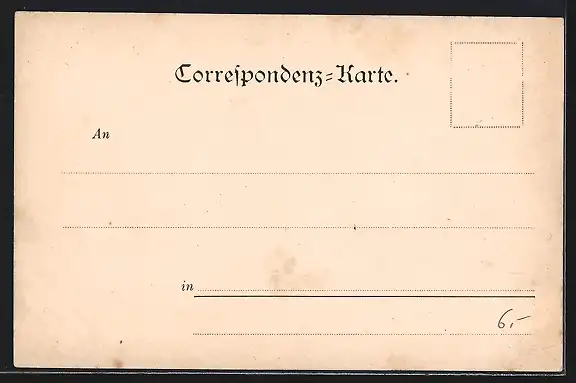 Correſpondenz=Karte.
An
in
6,-